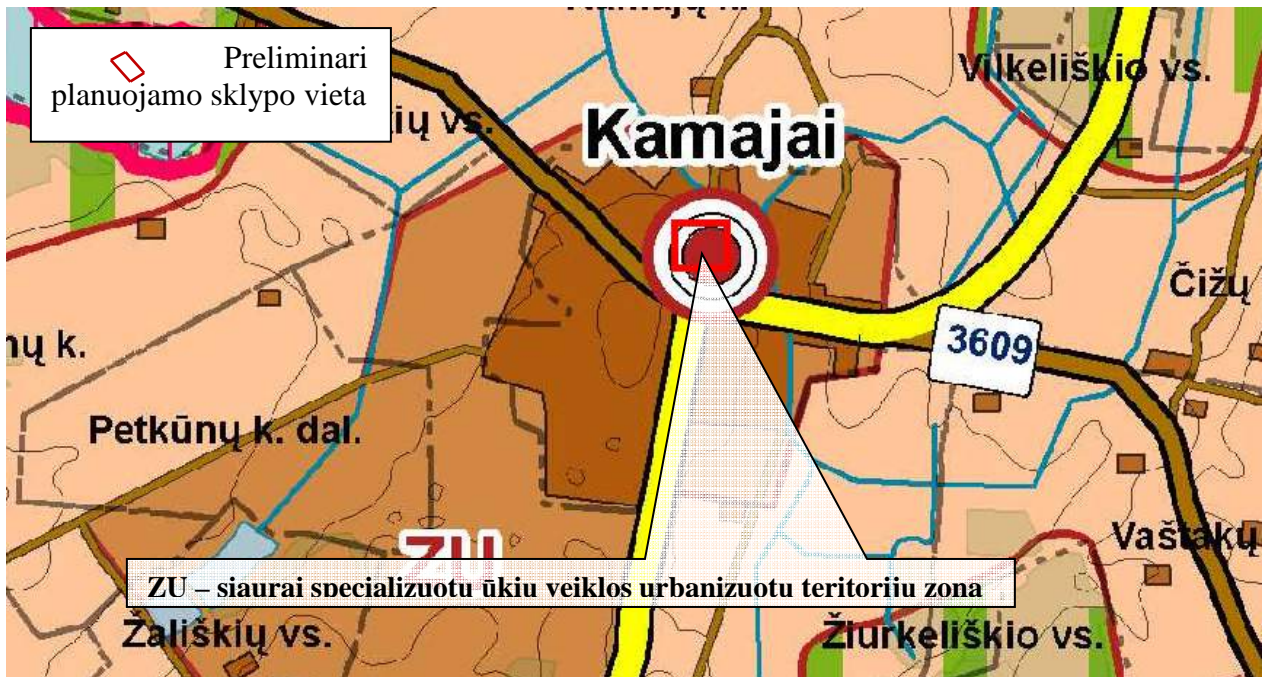 Preliminari
planuojamo sklypo vieta
Vilkeliškio vs.
ių vs.
Kamajai
Čižų
3609
ų k.
Petkūnų k. dal.
Vaštakų
ZU
ZU – siaurai specializuotų ūkių veiklos urbanizuotų teritorijų zona
Žališkių vs.
Žiurkeliškio vs.